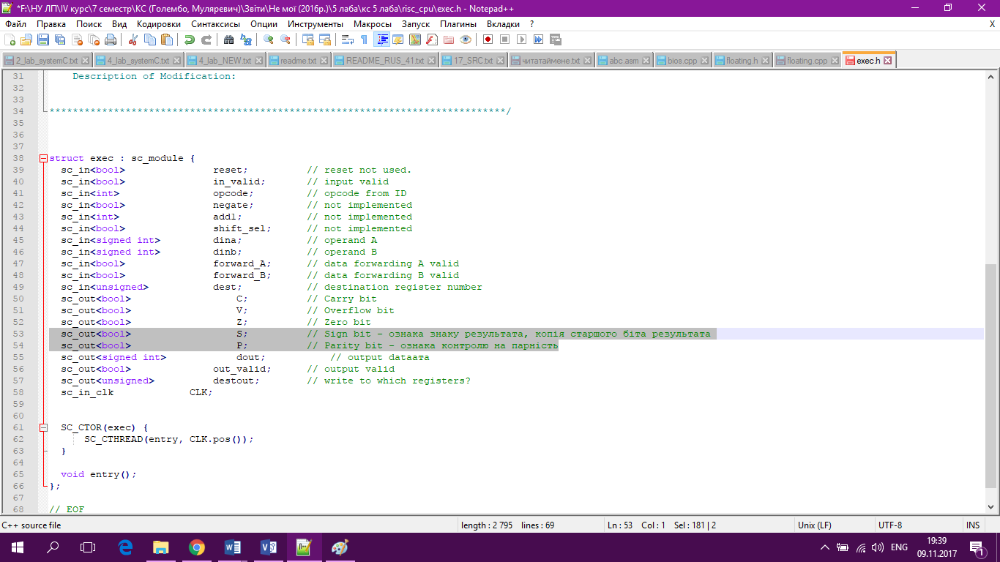 *F:\НУ ЛП\IV курс\7 семестр\КС (Голембо, Муляревич)\Звіти\Не мої (2016р.)\5 лаба\кс 5 лаба\risc_cpu\exec.h - Notepad++
Файл Правка Поиск Вид Кодировки Синтаксисы Опции Инструменты Макросы Запуск Плагины Вкладки ? X
2_lab_systemC.txt 4_lab_systemC.txt 4_lab_NEW.txt readme.txt README_RUS_41.txt 17_SRC.txt читатаймене.txt abc.asm bios.cpp floating.h floating.cpp exec.h
31 Description of Modification:
32
33
34 ******************************************************************************/
35
36
37
38 struct exec : sc_module {
39 sc_in<bool> reset; // reset not used.
40 sc_in<bool> in_valid; // input valid
41 sc_in<int> opcode; // opcode from ID
42 sc_in<bool> negate; // not implemented
43 sc_in<int> add1; // not implemented
44 sc_in<bool> shift_sel; // not implemented
45 sc_in<signed int> dina; // operand A
46 sc_in<signed int> dinb; // operand B
47 sc_in<bool> forward_A; // data forwarding A valid
48 sc_in<bool> forward_B; // data forwarding B valid
49 sc_in<unsigned> dest; // destination register number
50 sc_out<bool> C; // Carry bit
51 sc_out<bool> V; // Overflow bit
52 sc_out<bool> Z; // Zero bit
53 sc_out<bool> S; // Sign bit - ознака знаку результата, копія старшого біта результата
54 sc_out<bool> P; // Parity bit - ознака контролю на парність
55 sc_out<signed int> dout; // output dataата
56 sc_out<bool> out_valid; // output valid
57 sc_out<unsigned> destout; // write to which registers?
58 sc_in_clk CLK;
59
60
61 SC_CTOR(exec) {
62 SC_CTHREAD(entry, CLK.pos());
63 }
64
65 void entry();
66 };
67
68 // EOF
C++ source file length : 2 795 lines : 69 Ln : 53 Col : 1 Sel : 181 | 2 Unix (LF) UTF-8 INS
ENG 19:39
09.11.2017 1